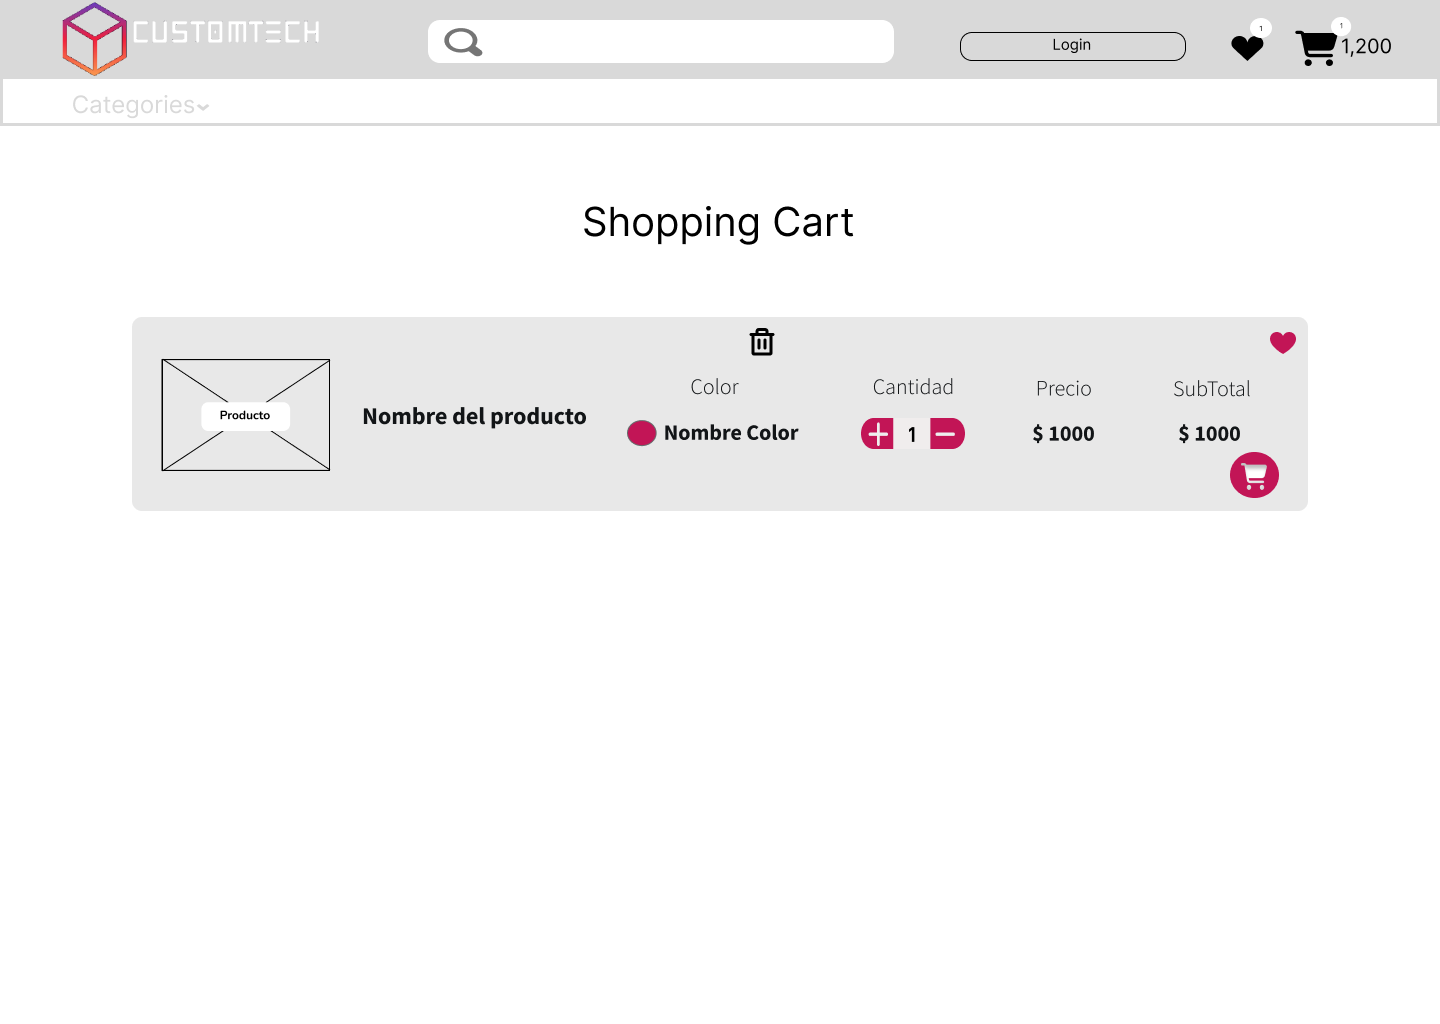 CUSTOMTECH
Login
1
1
1,200
Categories
Shopping Cart
Color
Cantidad
Precio
SubTotal
Producto
Nombre del producto
Nombre Color
1
$ 1000
$ 1000